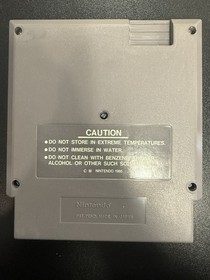 CAUTION
● DO NOT STORE IN EXTREME TEMPERATURES.
● DO NOT IMMERSE IN WATER.
● DO NOT CLEAN WITH BENZENE,
ALCOHOL OR OTHER SUCH
NINTENDO
Nintendo